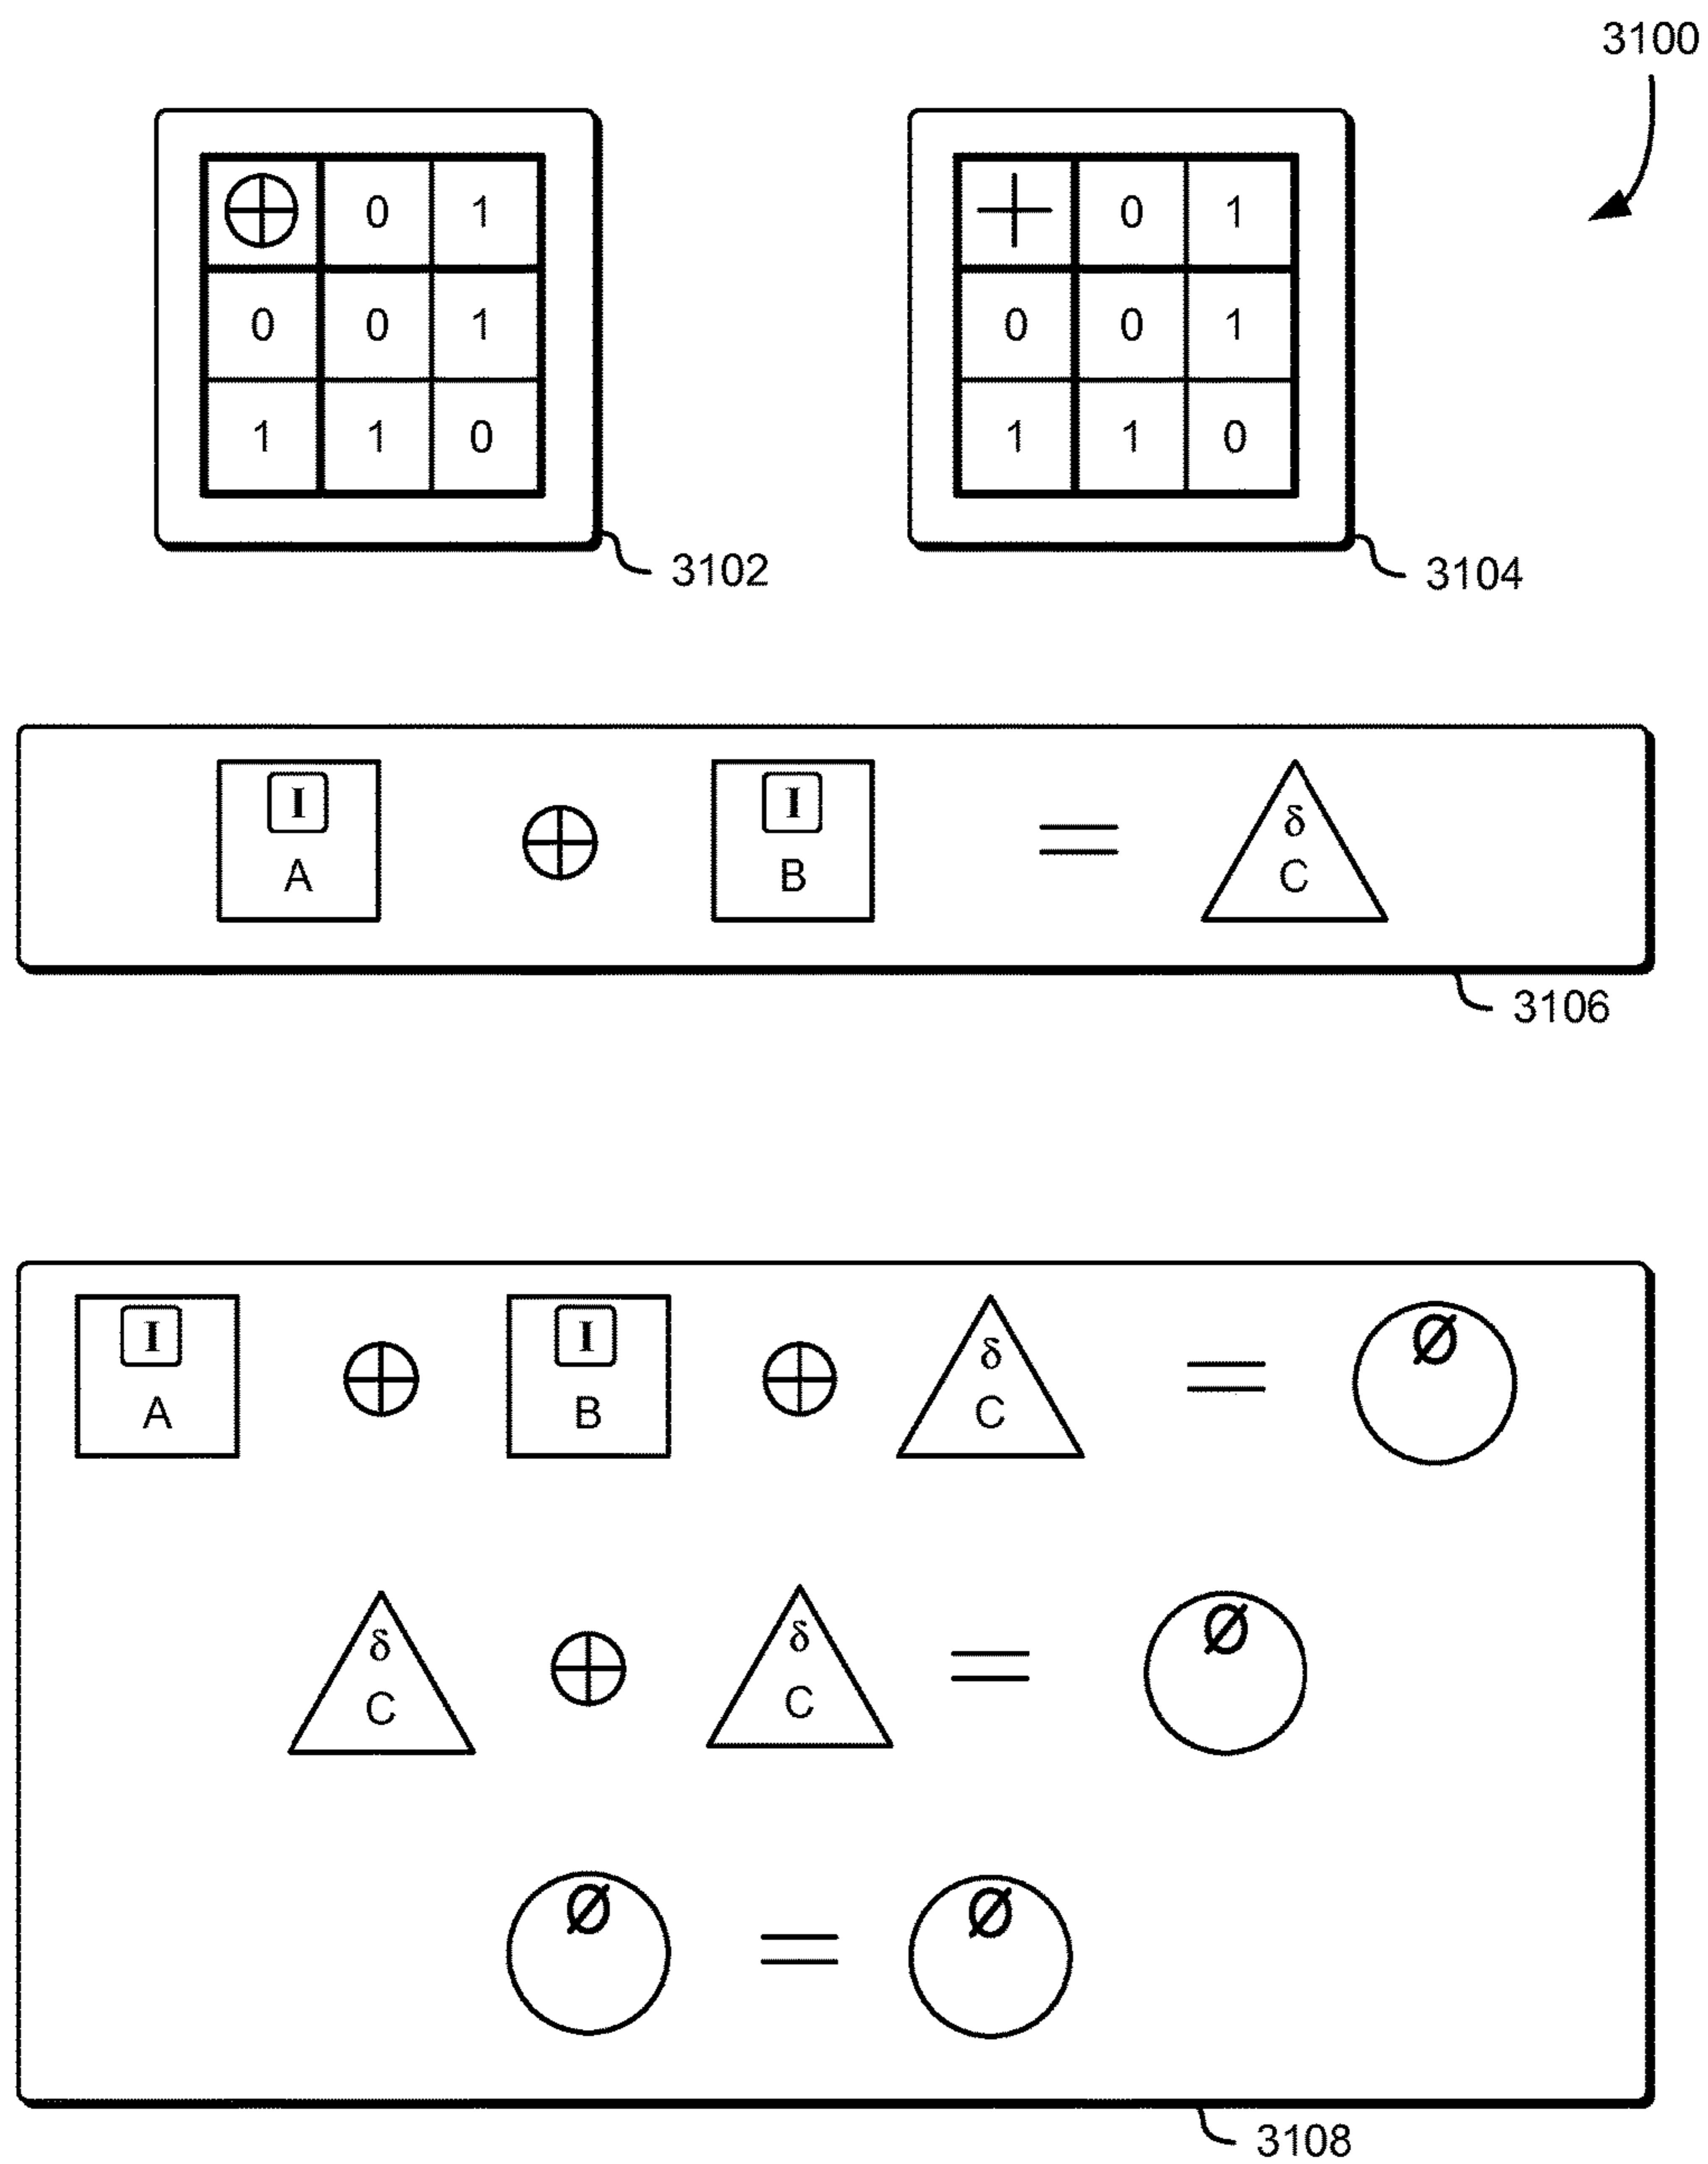 3100
⊕ 0 1
0 0 1
1 1 0
3102
+ 0 1
0 0 1
1 1 0
3104
I A ⊕ I B = δ C
3106
I A ⊕ I B ⊕ δ C = Ø
δ C ⊕ δ C = Ø
Ø = Ø
3108